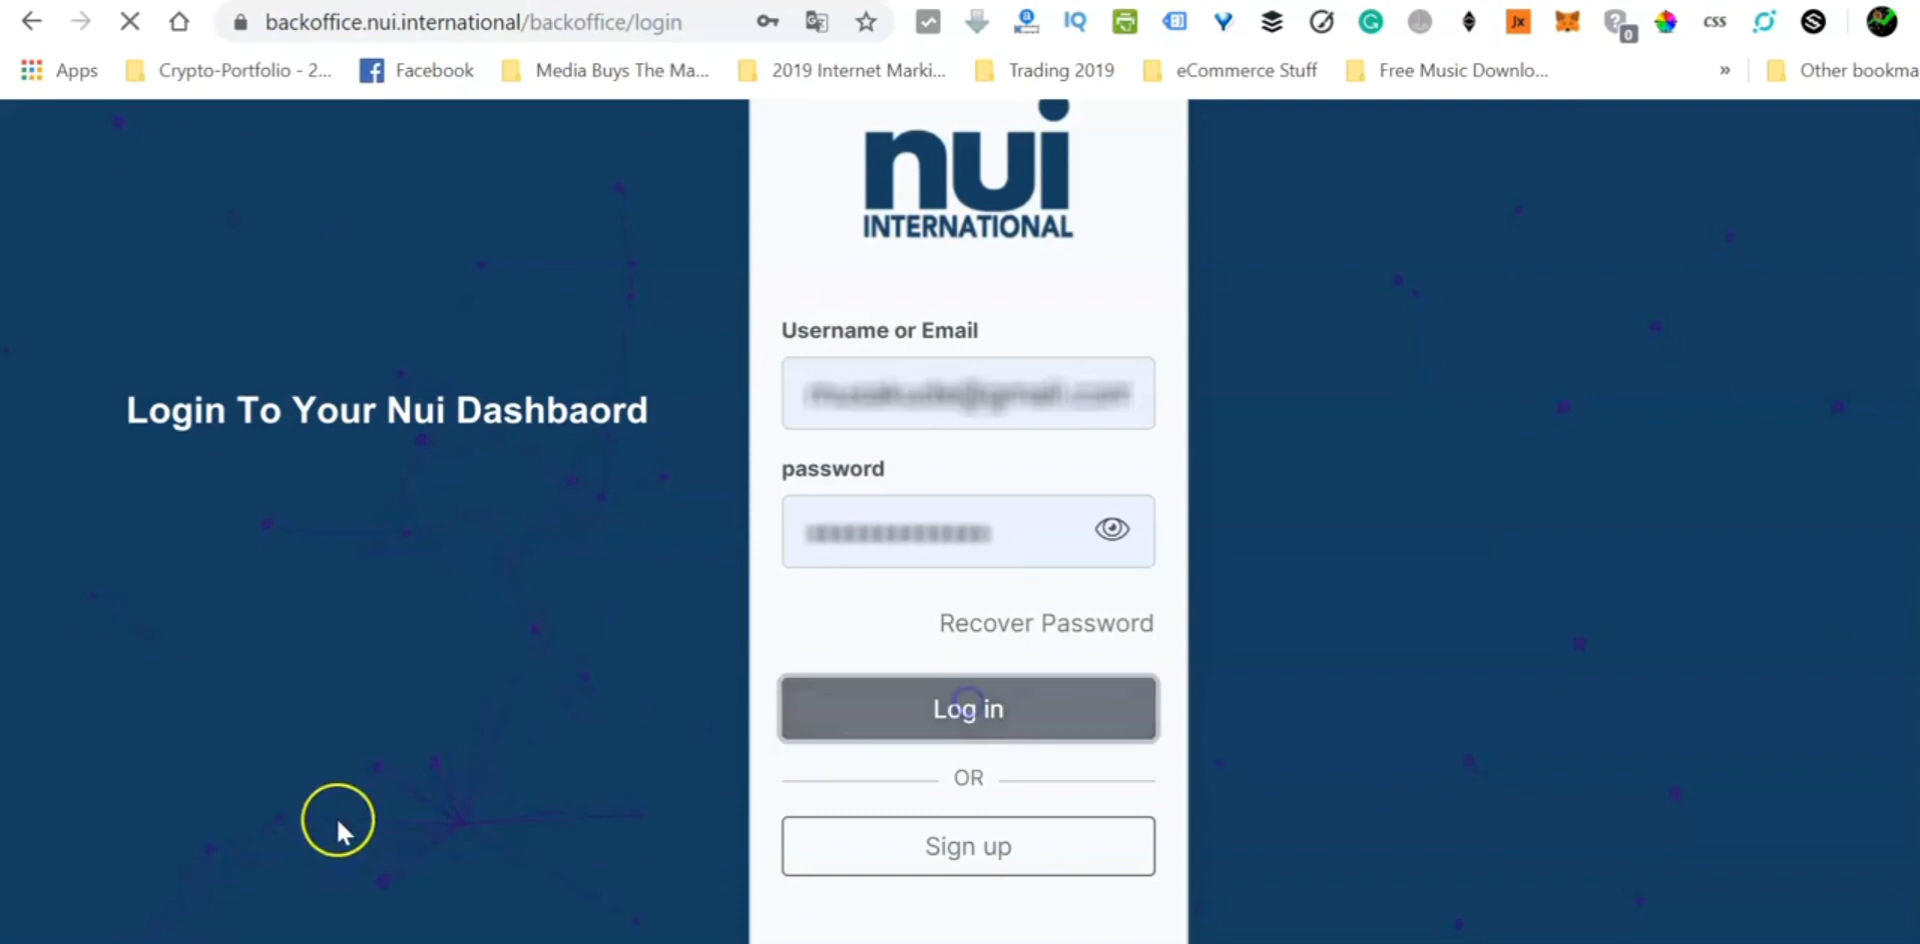 backoffice.nui.international/backoffice/login
IQ
Jx
0
CSS
Apps
Crypto-Portfolio - 2...
Facebook
Media Buys The Ma...
2019 Internet Marki...
Trading 2019
eCommerce Stuff
Free Music Downlo...
»
Other bookma
nui
INTERNATIONAL
Username or Email
Login To Your Nui Dashbaord
password
Recover Password
Log in
OR
Sign up